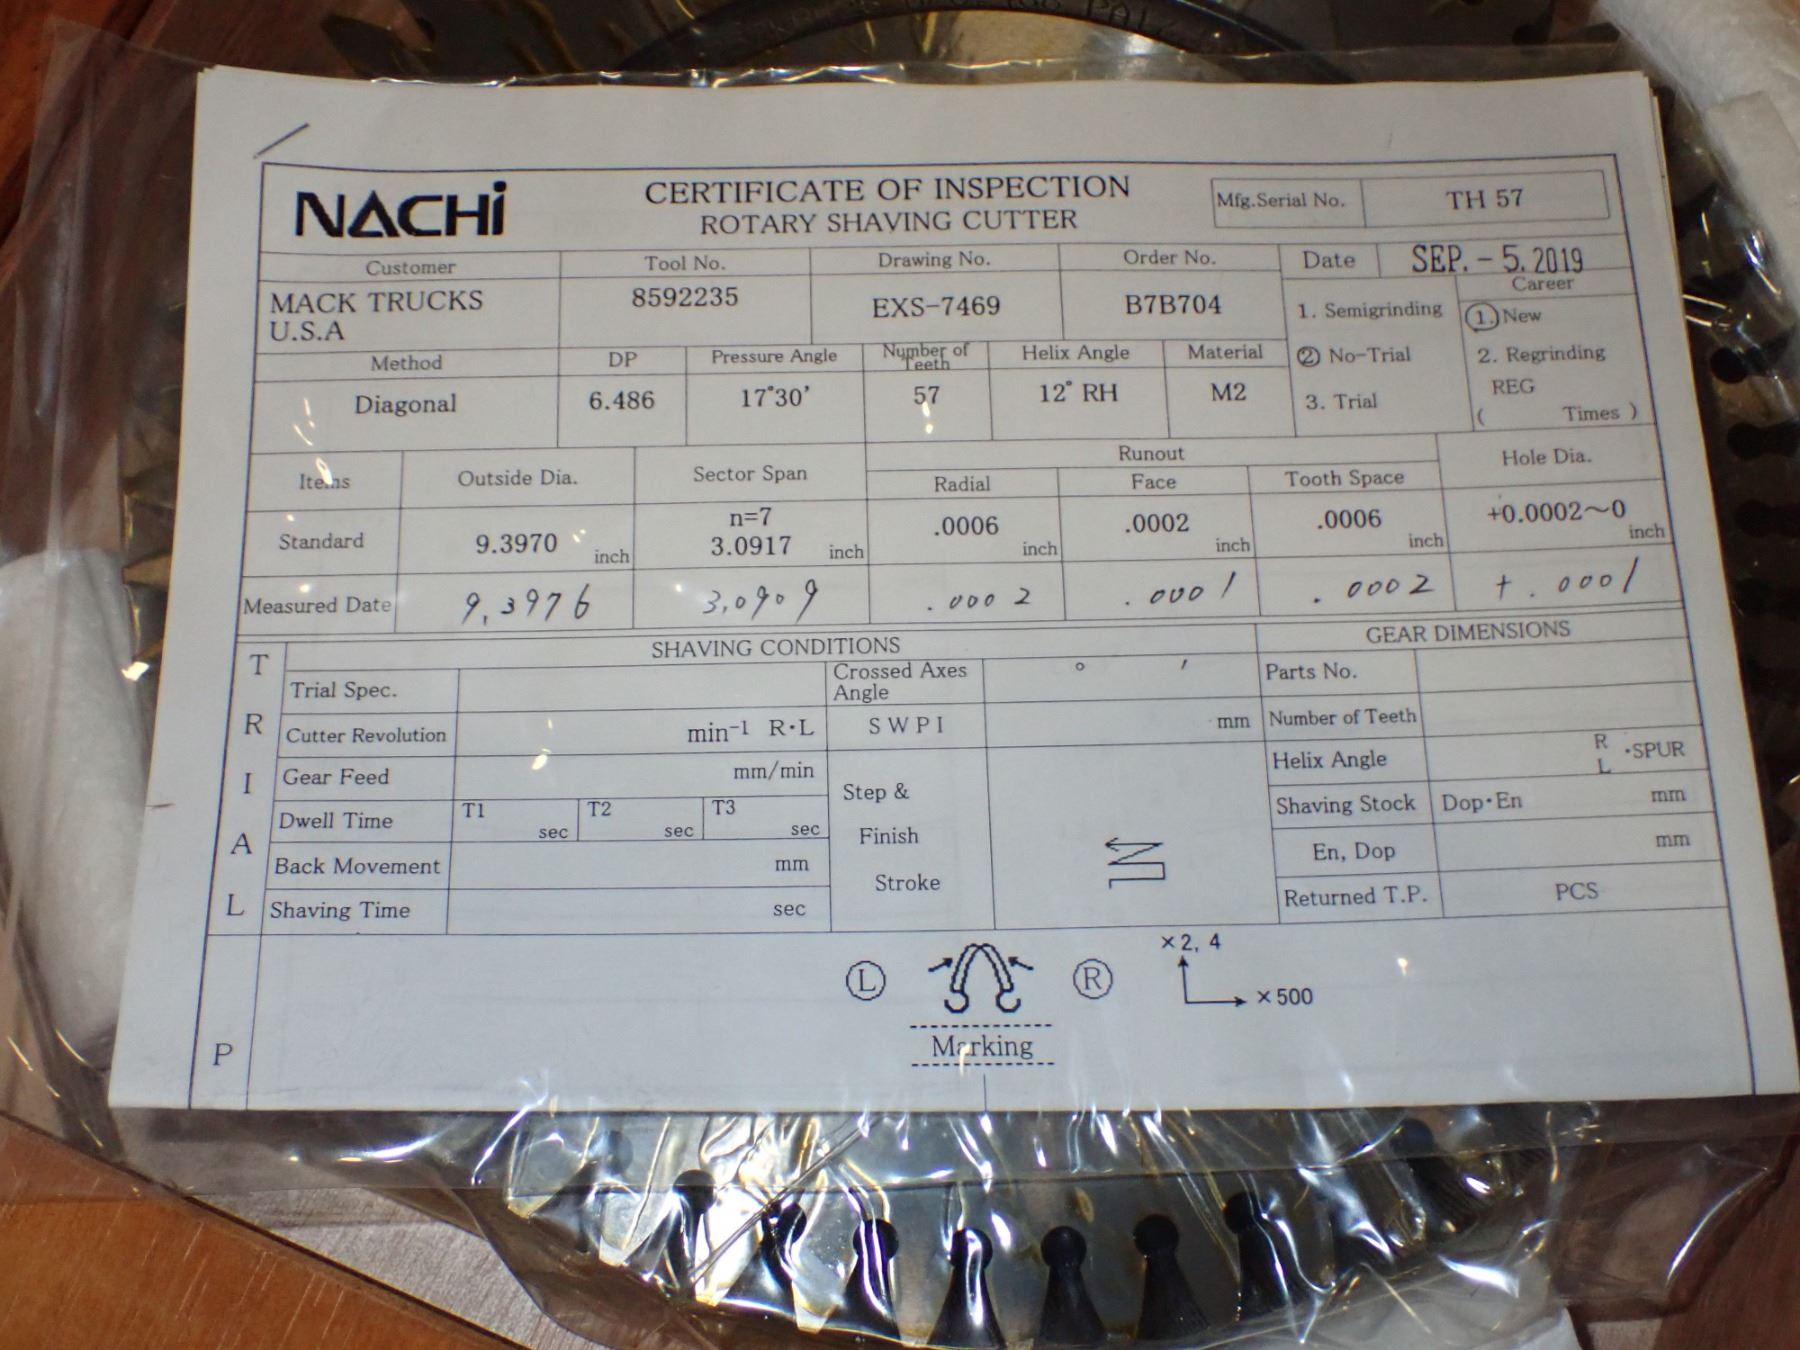 NACHi
CERTIFICATE OF INSPECTION
ROTARY SHAVING CUTTER
Mfg.Serial No. TH 57
Customer Tool No. Drawing No. Order No. Date SEP. - 5. 2019
MACK TRUCKS U.S.A 8592235 EXS-7469 B7B704
1. Semigrinding
② No-Trial
3. Trial
Career
① New
2. Regrinding
REG
( Times )
Method DP Pressure Angle Number of Teeth Helix Angle Material
Diagonal 6.486 17°30' 57 12° RH M2
Items Outside Dia. Sector Span Runout Hole Dia.
Radial Face Tooth Space
Standard 9.3970 inch n=7 3.0917 inch .0006 inch .0002 inch .0006 inch +0.0002~0 inch
Measured Date 9.3976 3.0909 .0002 .0001 .0002 +.0001
TRIAL
SHAVING CONDITIONS
GEAR DIMENSIONS
Trial Spec. Crossed Axes Angle ° ′ Parts No.
Cutter Revolution min⁻¹ R・L SWPI mm Number of Teeth
Gear Feed mm/min Step & Finish Stroke Helix Angle R L ・SPUR
Dwell Time T1 sec T2 sec T3 sec Shaving Stock Dop・En mm
Back Movement mm En, Dop mm
Shaving Time sec Returned T.P. PCS
Ⓛ Ⓡ ×2, 4
×500
Marking
P